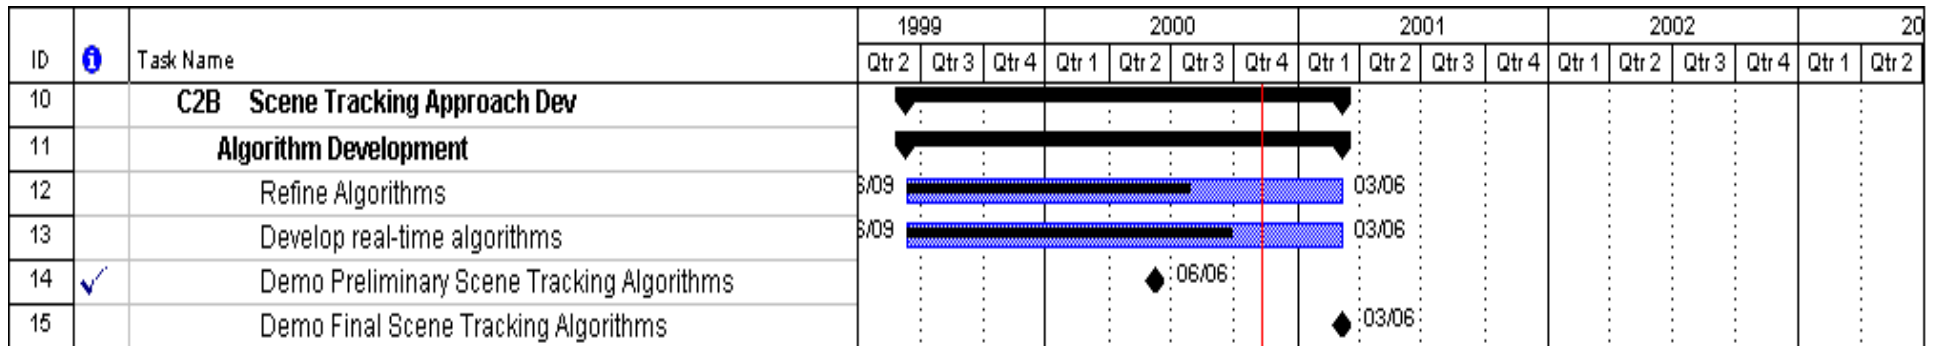 1999 2000 2001 2002 20
ID Task Name Qtr 2 Qtr 3 Qtr 4 Qtr 1 Qtr 2 Qtr 3 Qtr 4 Qtr 1 Qtr 2 Qtr 3 Qtr 4 Qtr 1 Qtr 2 Qtr 3 Qtr 4 Qtr 1 Qtr 2
10 C2B Scene Tracking Approach Dev
11 Algorithm Development
12 Refine Algorithms 6/09 03/06
13 Develop real-time algorithms 6/09 03/06
14 Demo Preliminary Scene Tracking Algorithms 06/06
15 Demo Final Scene Tracking Algorithms 03/06